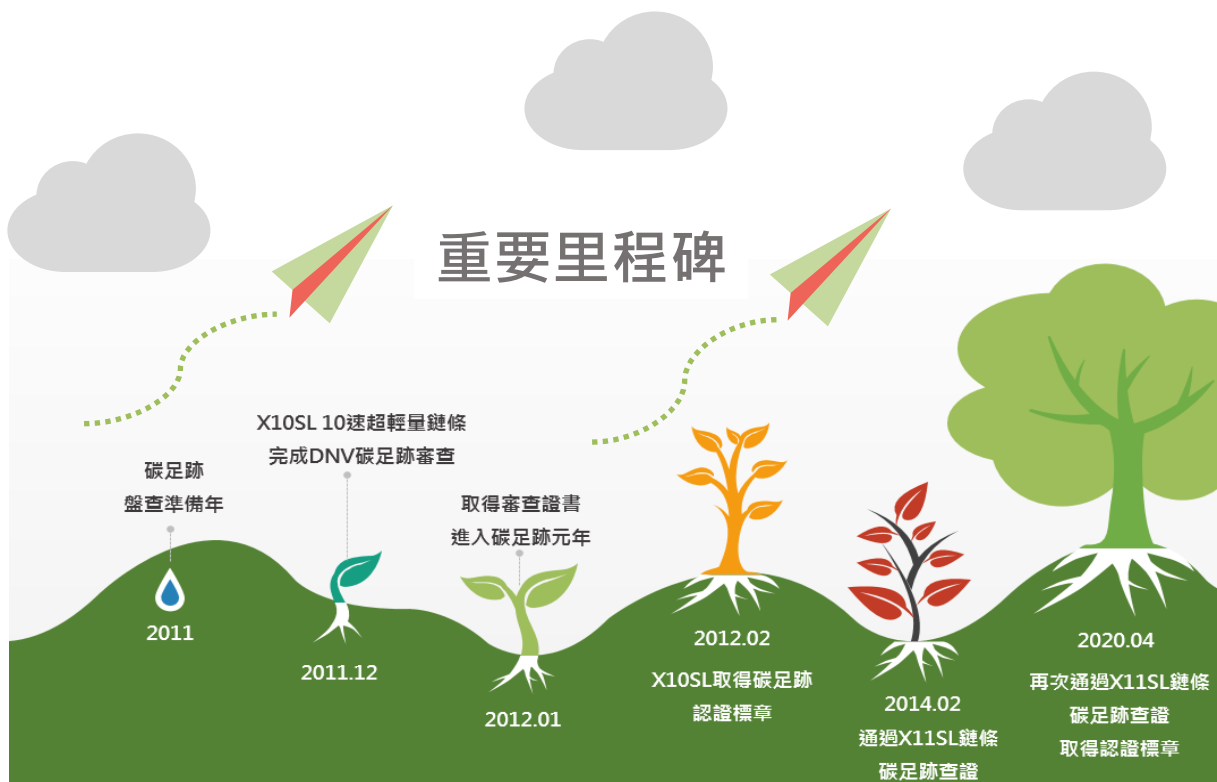 重要里程碑
碳足跡
盤查準備年
2011
X10SL 10速超輕量鏈條
完成DNV碳足跡審查
2011.12
取得審查證書
進入碳足跡元年
2012.01
2012.02
X10SL取得碳足跡
認證標章
2014.02
通過X11SL鏈條
碳足跡查證
2020.04
再次通過X11SL鏈條
碳足跡查證
取得認證標章